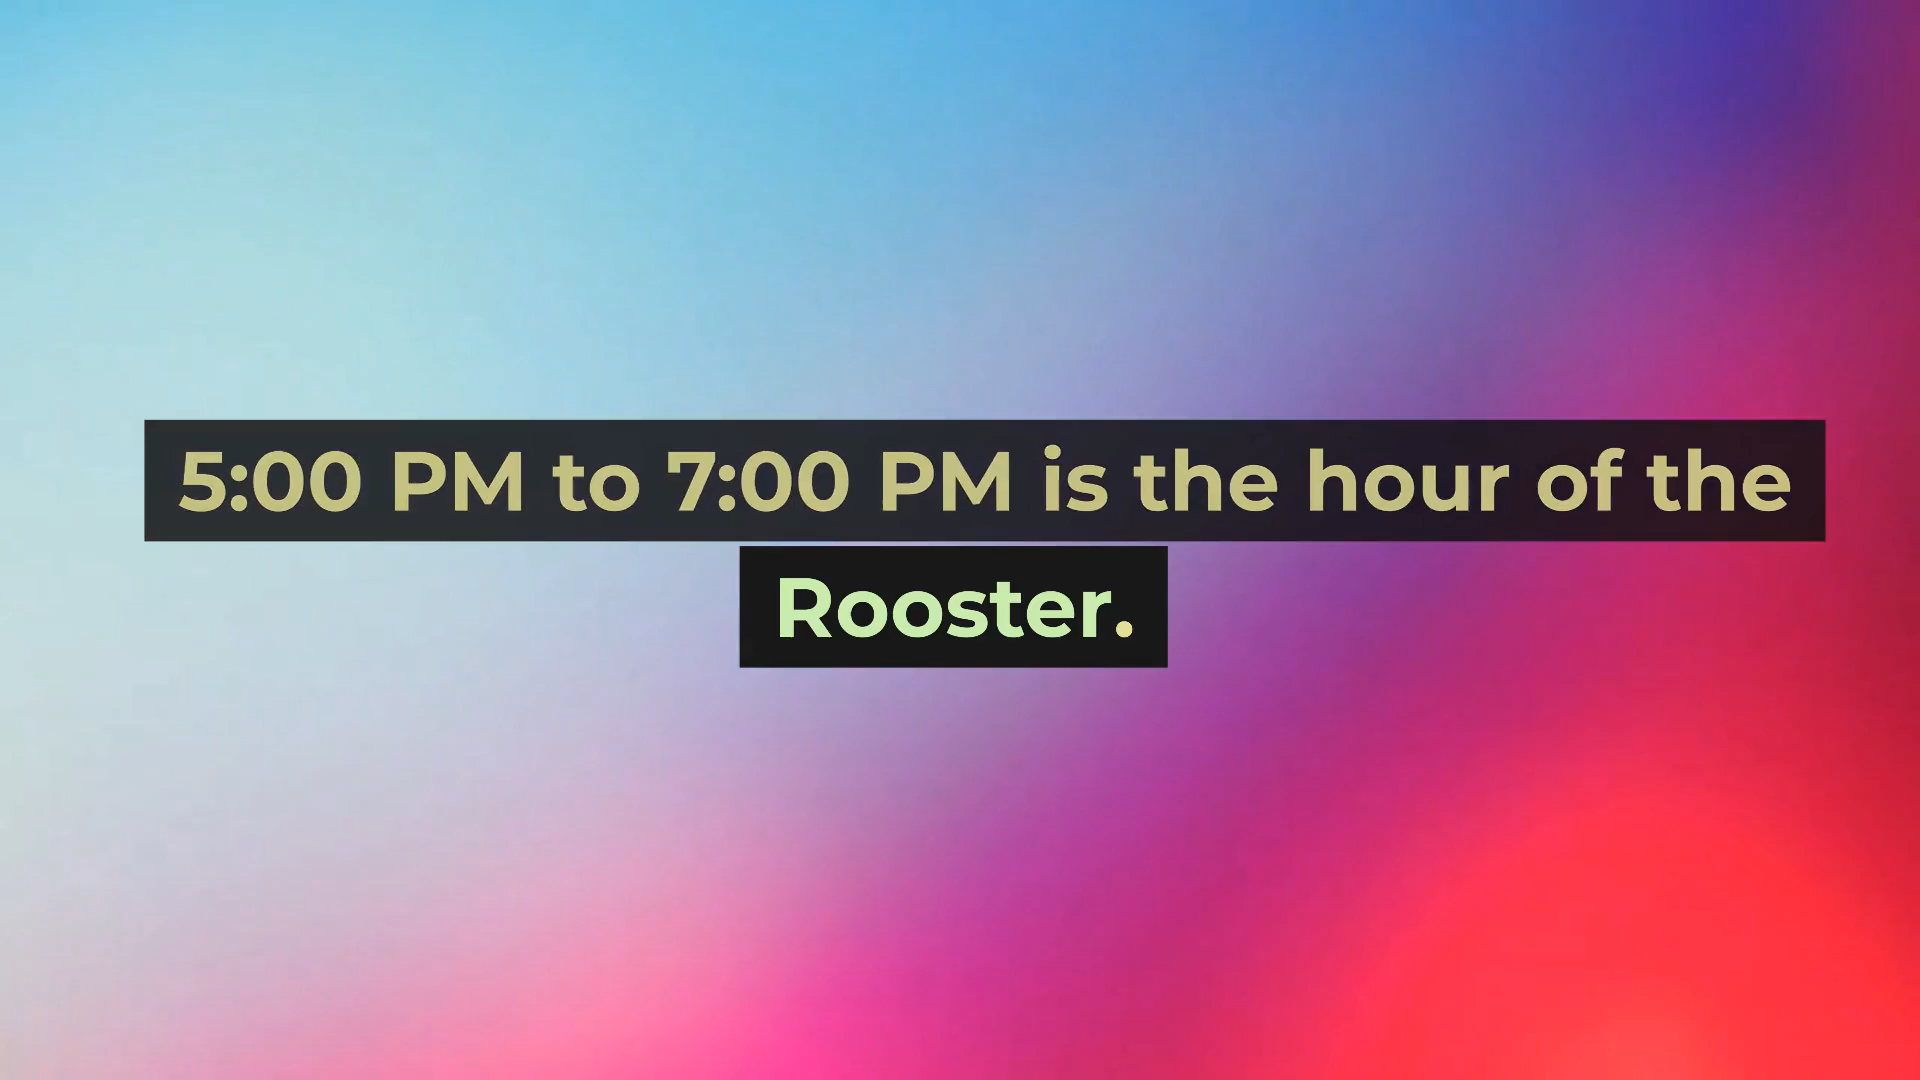 5:00 PM to 7:00 PM is the hour of the
Rooster.